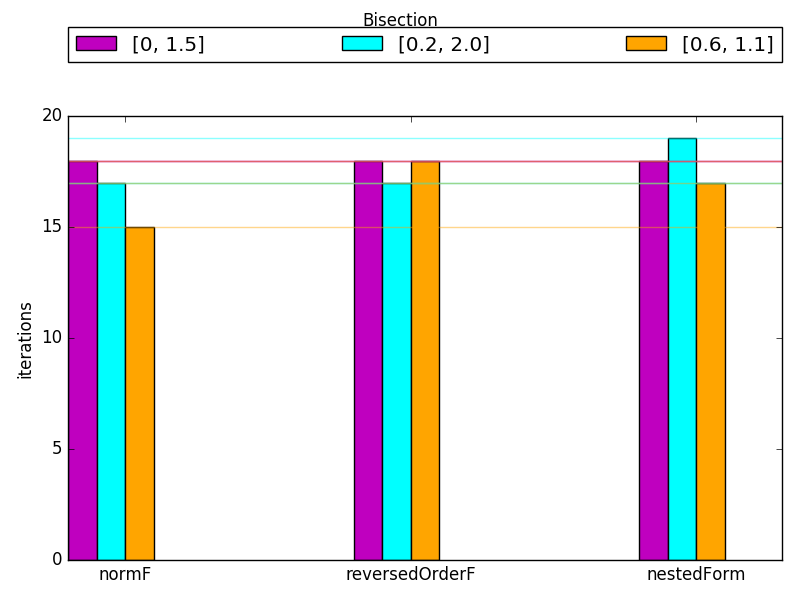 Bisection
[0, 1.5] [0.2, 2.0] [0.6, 1.1]
20
15
10
5
0
iterations
normF reversedOrderF nestedForm